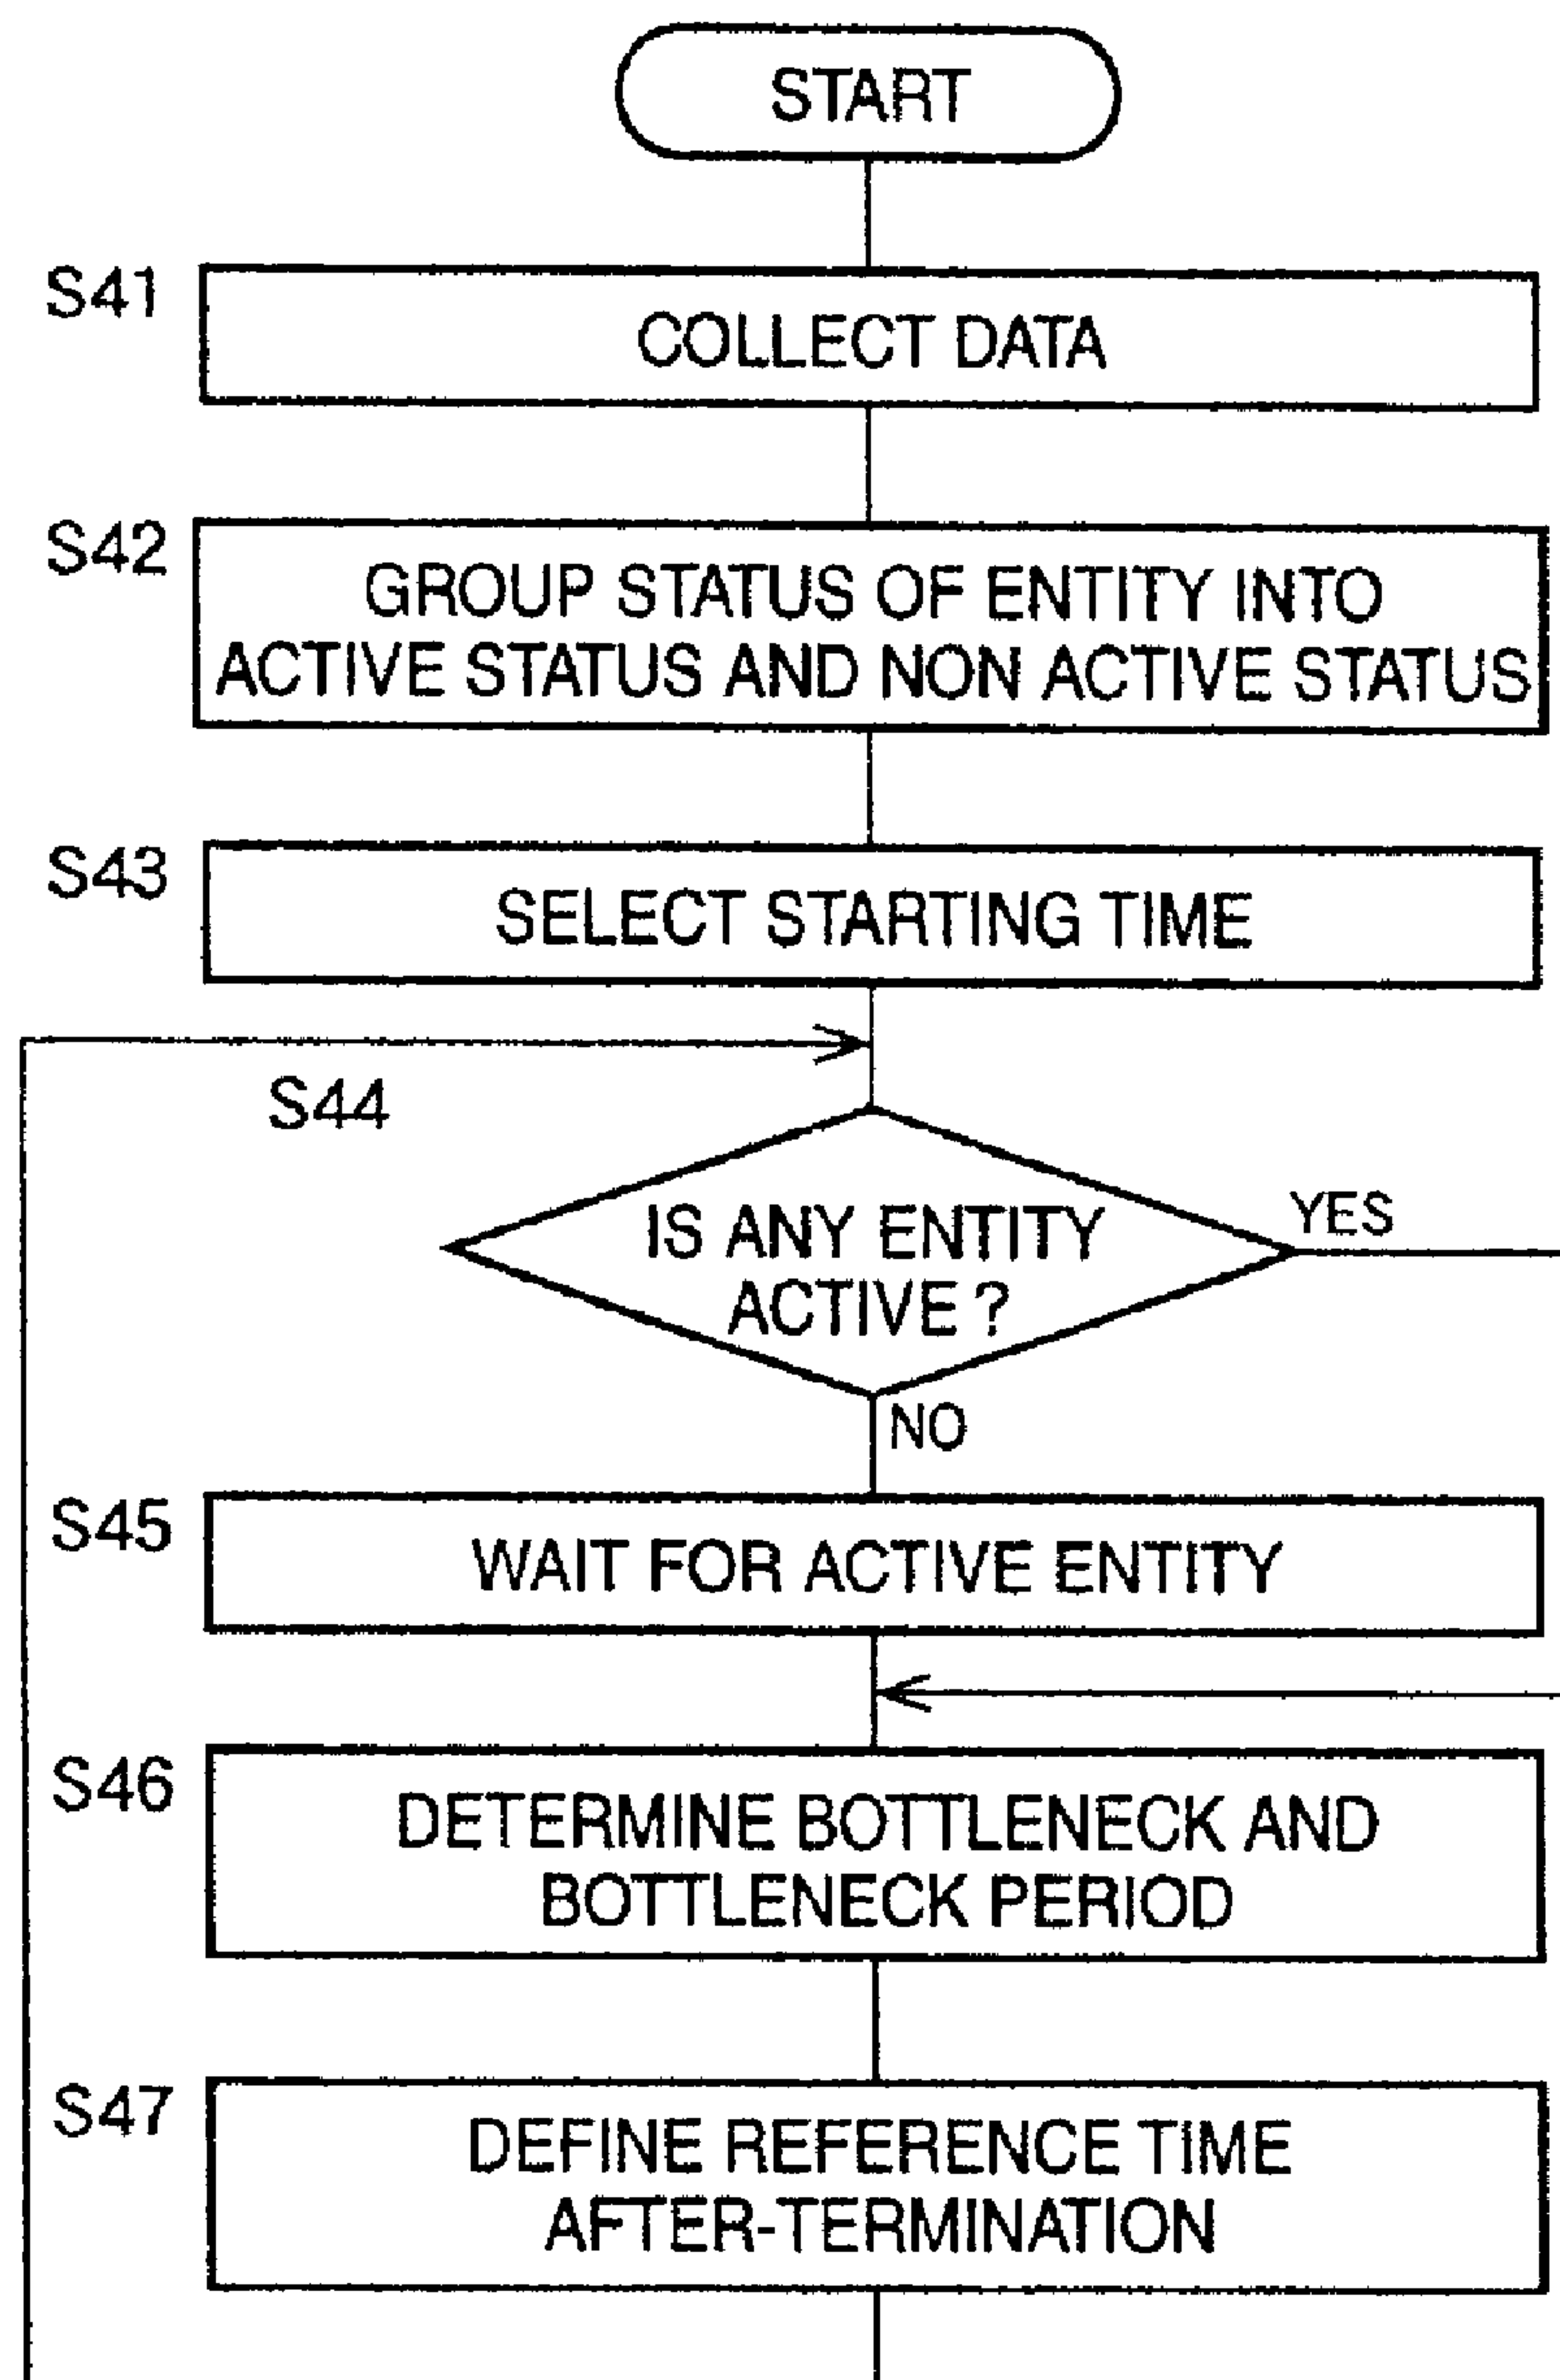 START
S41
COLLECT DATA
S42
GROUP STATUS OF ENTITY INTO
ACTIVE STATUS AND NON ACTIVE STATUS
S43
SELECT STARTING TIME
S44
IS ANY ENTITY
ACTIVE ?
YES
NO
S45
WAIT FOR ACTIVE ENTITY
S46
DETERMINE BOTTLENECK AND
BOTTLENECK PERIOD
S47
DEFINE REFERENCE TIME
AFTER-TERMINATION